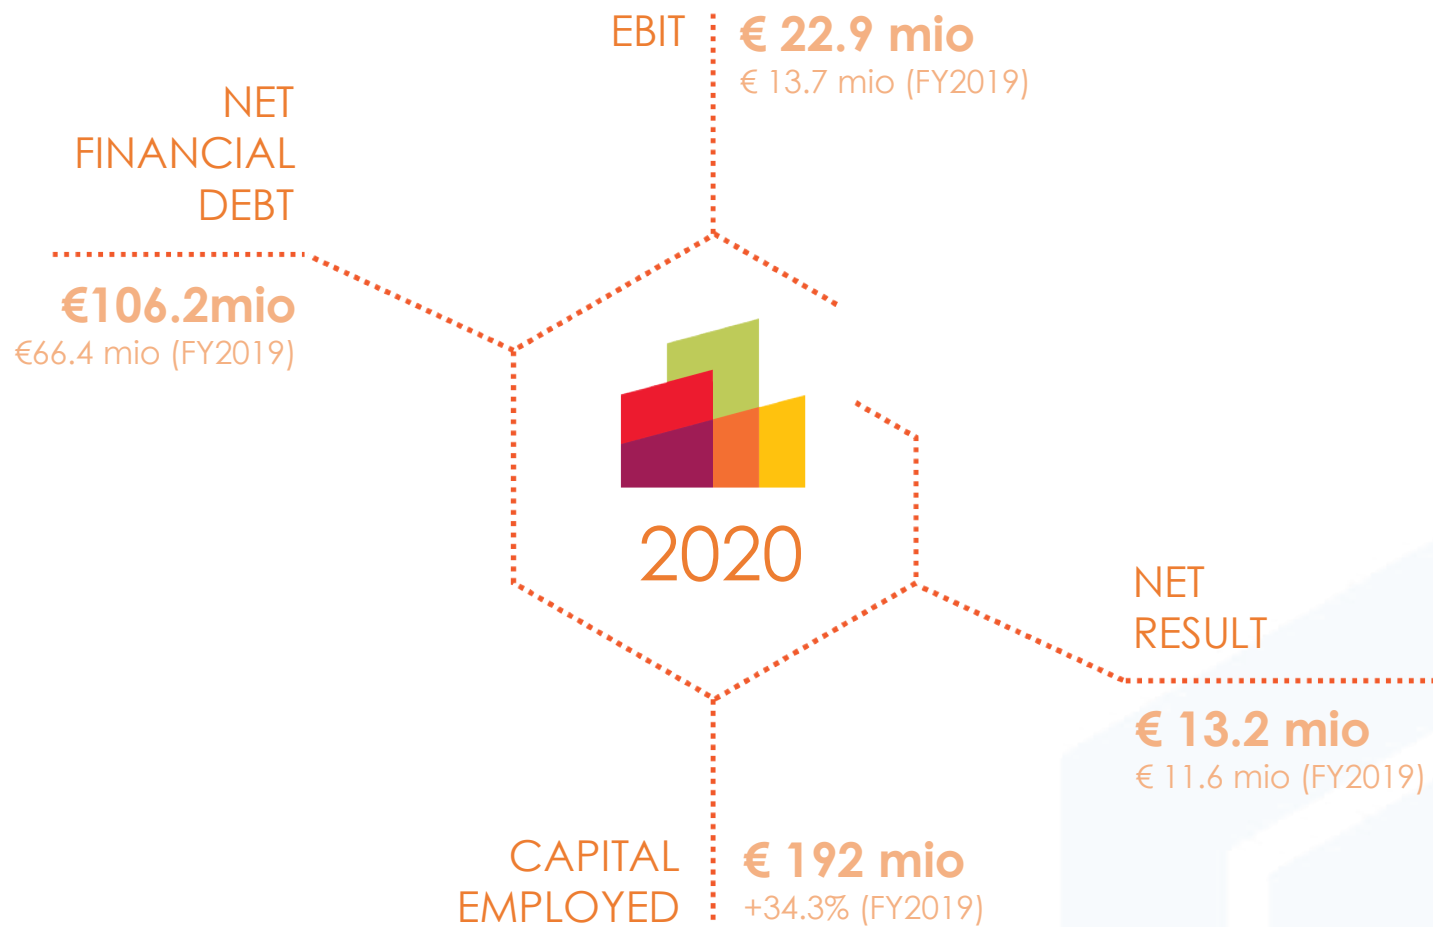 EBIT
€ 22.9 mio
€ 13.7 mio (FY2019)
NET
FINANCIAL
DEBT
€106.2mio
€66.4 mio (FY2019)
2020
NET
RESULT
€ 13.2 mio
€ 11.6 mio (FY2019)
CAPITAL
EMPLOYED
€ 192 mio
+34.3% (FY2019)